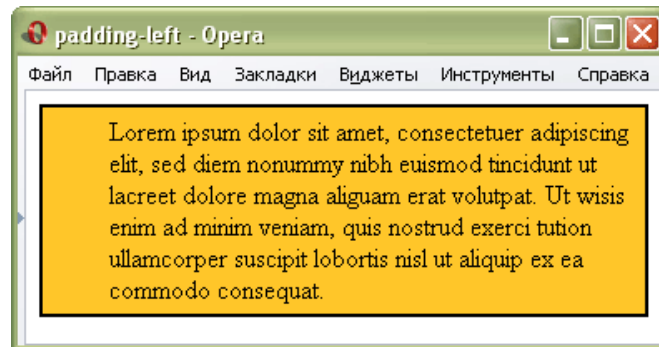 padding-left - Opera
Файл Правка Вид Закладки Виджеты Инструменты Справка
Lorem ipsum dolor sit amet, consectetuer adipiscing
elit, sed diem nonummy nibh euismod tincidunt ut
lacreet dolore magna aliguam erat volutpat. Ut wisis
enim ad minim veniam, quis nostrud exerci tution
ullamcorper suscipit lobortis nisl ut aliquip ex ea
commodo consequat.